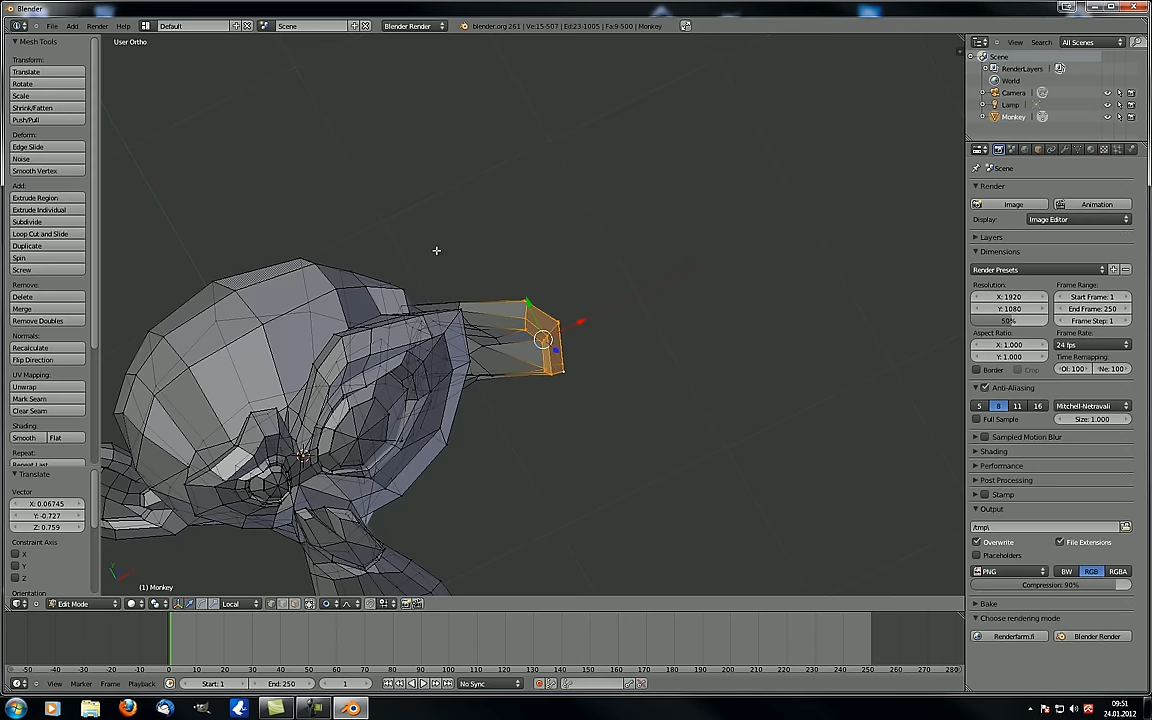 Blender
File Add Render Help Default Scene Blender Render blender.org 261 | Ve:15-507 | Ed:23-1005 | Fa:9-500 | Monkey
Mesh Tools
User Ortho
Transform:
Translate
Rotate
Scale
Shrink/Fatten
Push/Pull
Deform:
Edge Slide
Noise
Smooth Vertex
Add:
Extrude Region
Extrude Individual
Subdivide
Loop Cut and Slide
Duplicate
Spin
Screw
Remove:
Delete
Merge
Remove Doubles
Normals:
Recalculate
Flip Direction
UV Mapping:
Unwrap
Mark Seam
Clear Seam
Shading:
Smooth Flat
Repeat:
Repeat Last
Translate
Vector
X: 0.06745
Y: -0.727
Z: 0.759
Constraint Axis
X
Y
Z
Orientation
(1) Monkey
Edit Mode Local
View Search All Scenes
Scene
RenderLayers
World
Camera
Lamp
Monkey
Scene
Render
Image Animation
Display: Image Editor
Layers
Dimensions
Render Presets
Resolution: Frame Range:
X: 1920 Start Frame: 1
Y: 1080 End Frame: 250
50% Frame Step: 1
Aspect Ratio: Frame Rate:
X: 1.000 24 fps
Y: 1.000 Time Remapping:
Border Crop Ol: 100 Ne: 100
Anti-Aliasing
5 8 11 16 Mitchell-Netravali
Full Sample Size: 1.000
Sampled Motion Blur
Shading
Performance
Post Processing
Stamp
Output
/tmp\
Overwrite File Extensions
Placeholders
PNG BW RGB RGBA
Compression: 90%
Bake
Choose rendering mode
Renderfarm.fi Blender Render
-50 -40 -30 -20 -10 0 10 20 30 40 50 60 70 80 90 100 110 120 130 140 150 160 170 180 190 200 210 220 230 240 250 260 270 280
View Marker Frame Playback Start: 1 End: 250 1 No Sync
09:51
24.01.2012